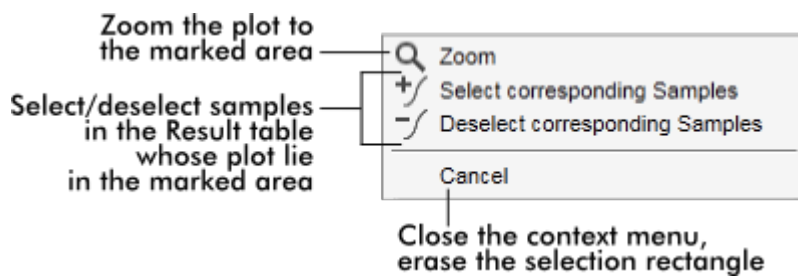 Zoom the plot to
the marked area
Zoom
Select corresponding Samples
Deselect corresponding Samples
Select/deselect samples
in the Result table
whose plot lie
in the marked area
Cancel
Close the context menu,
erase the selection rectangle